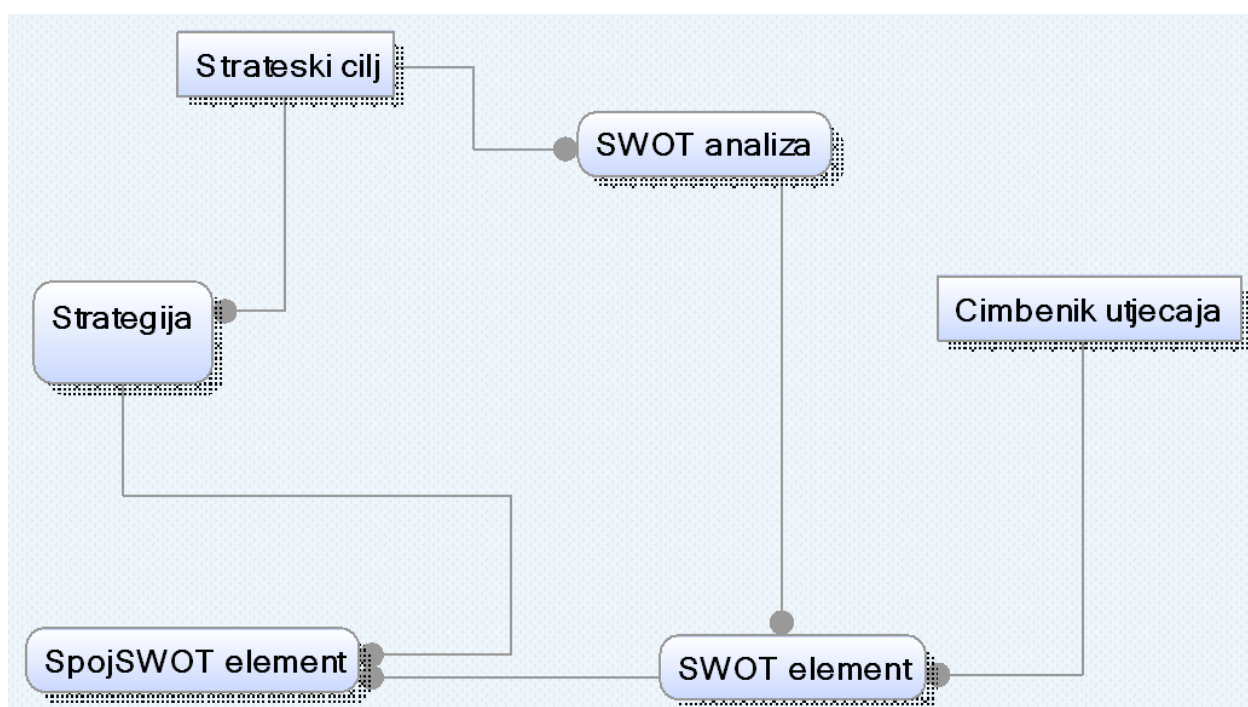 Strateski cilj
SWOT analiza
Strategija
Cimbenik utjecaja
SpojSWOT element
SWOT element